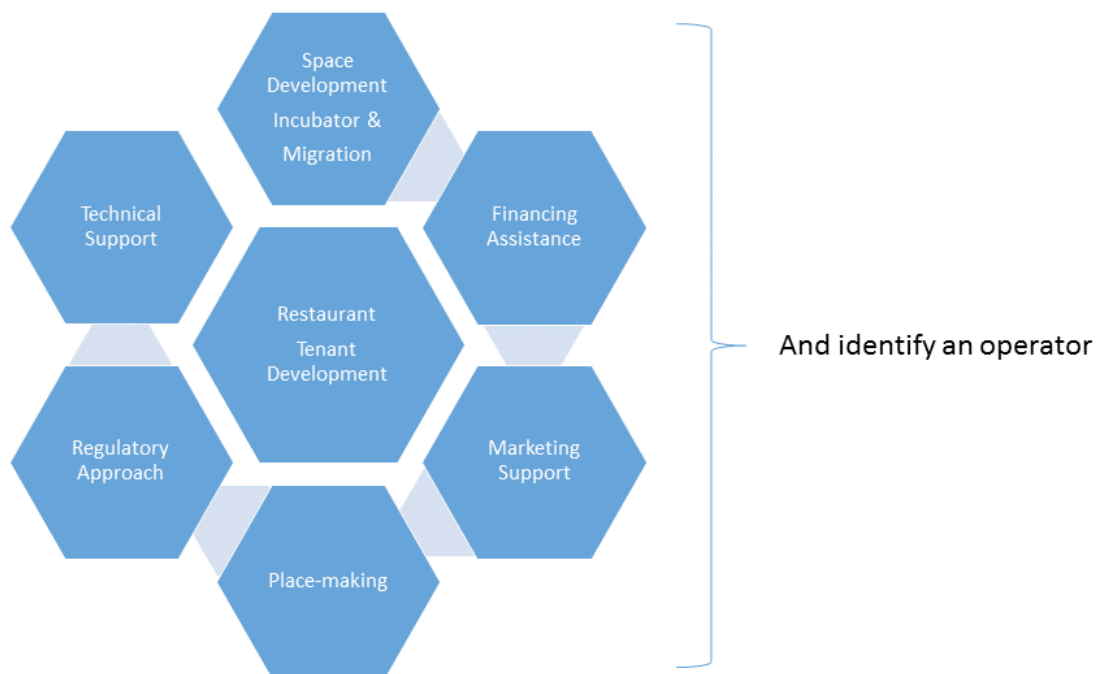 Space
Development
Incubator &
Migration
Technical
Support
Financing
Assistance
Restaurant
Tenant
Development
And identify an operator
Regulatory
Approach
Marketing
Support
Place-making